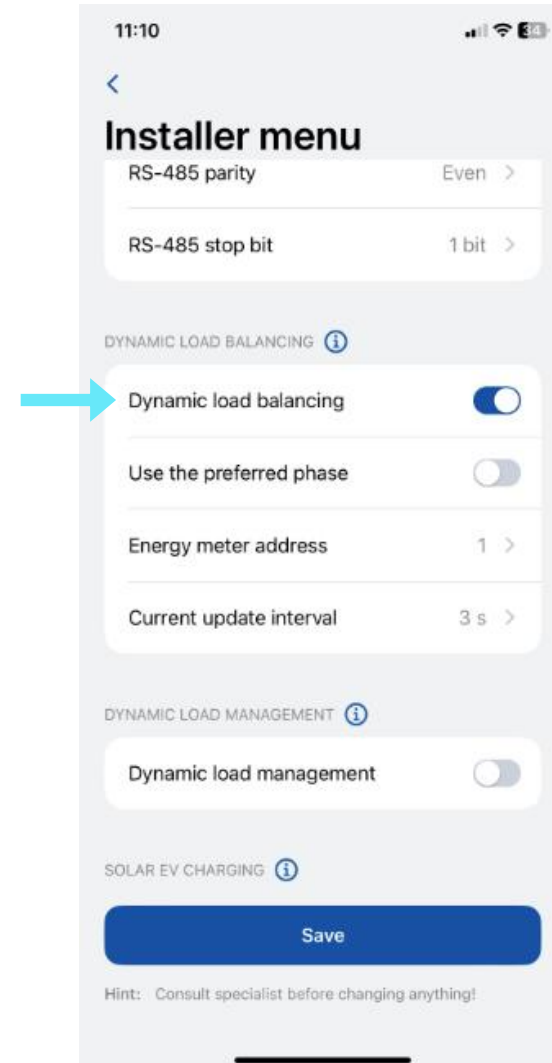 11:10
34
Installer menu
RS-485 parity Even >
RS-485 stop bit 1 bit >
DYNAMIC LOAD BALANCING i
Dynamic load balancing
Use the preferred phase
Energy meter address 1 >
Current update interval 3 s >
DYNAMIC LOAD MANAGEMENT i
Dynamic load management
SOLAR EV CHARGING i
Save
Hint: Consult specialist before changing anything!